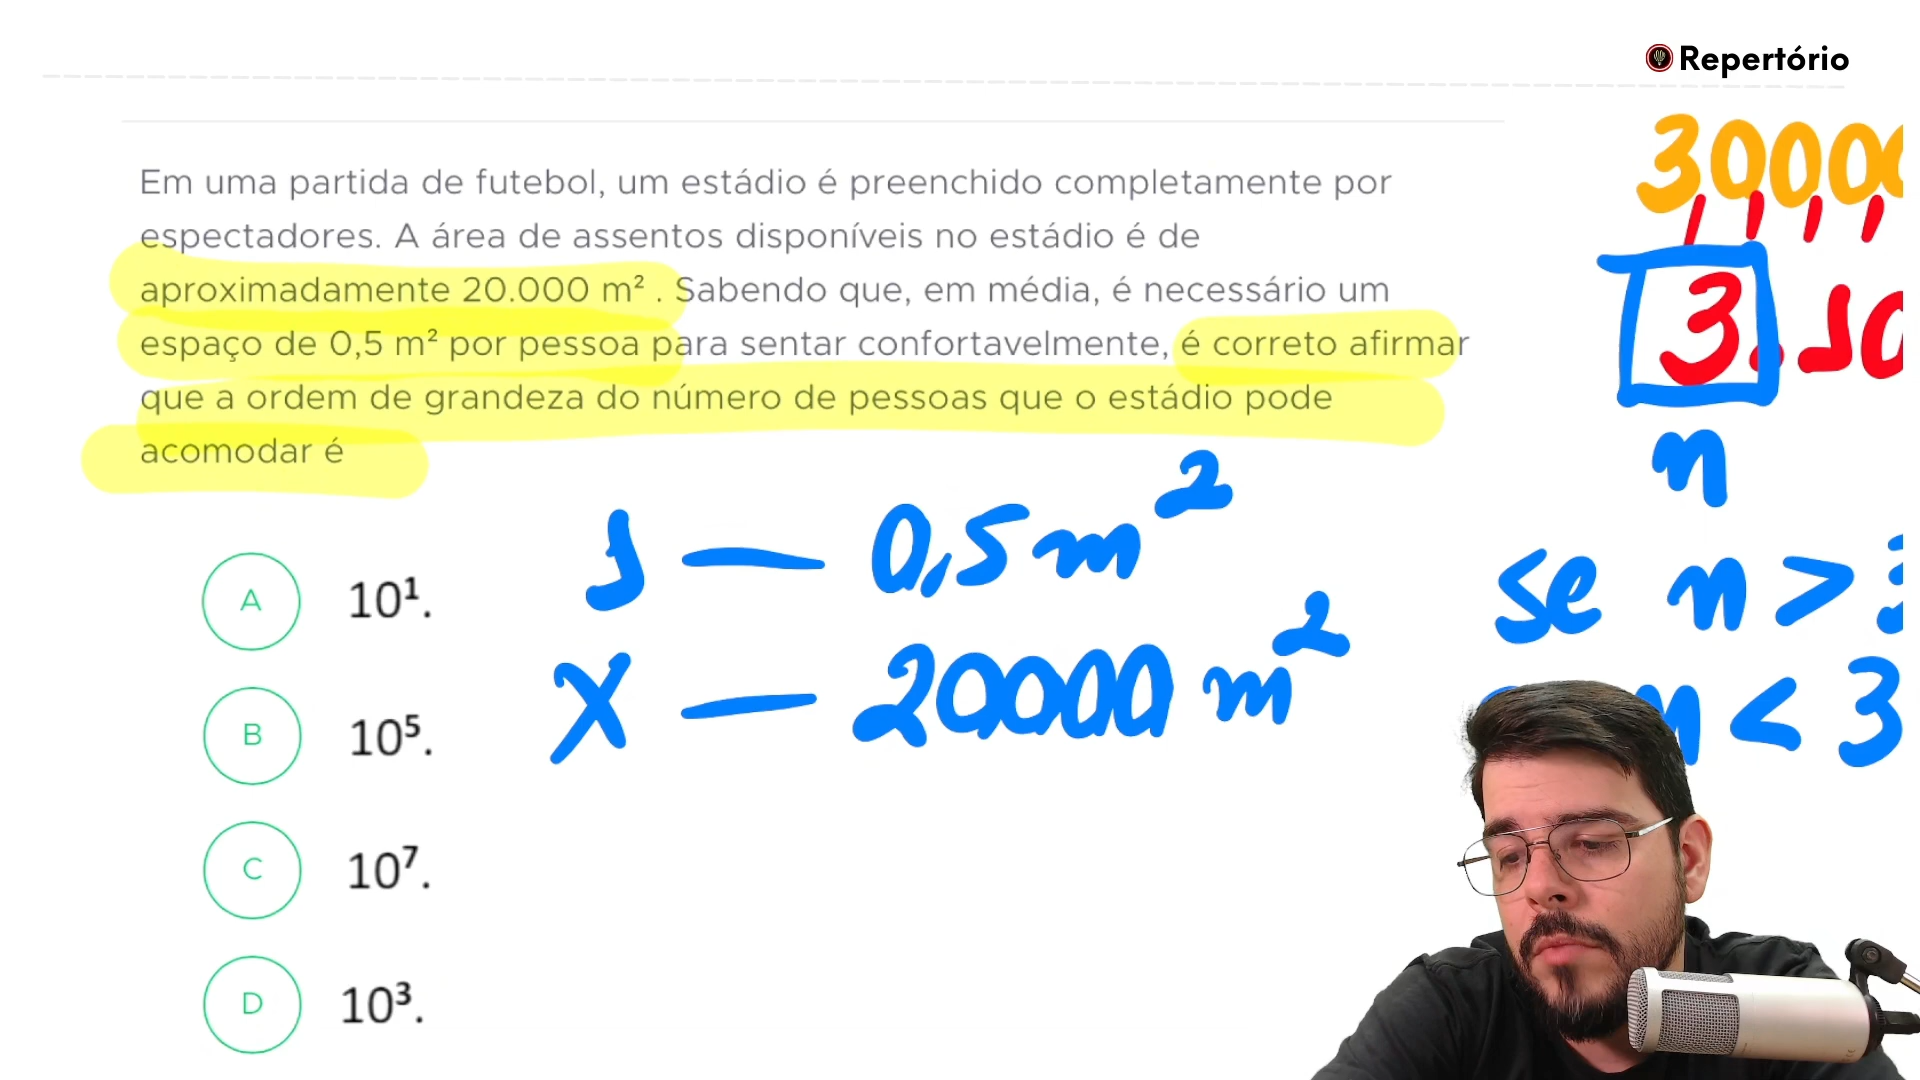 Repertório
Em uma partida de futebol, um estádio é preenchido completamente por
espectadores. A área de assentos disponíveis no estádio é de
aproximadamente 20.000 m² . Sabendo que, em média, é necessário um
espaço de 0,5 m² por pessoa para sentar confortavelmente, é correto afirmar
que a ordem de grandeza do número de pessoas que o estádio pode
acomodar é
A 10¹.
B 10⁵.
C 10⁷.
D 10³.
1 — 0,5 m²
X — 20000 m²
30000
3.10
n
se n > 3
n < 3